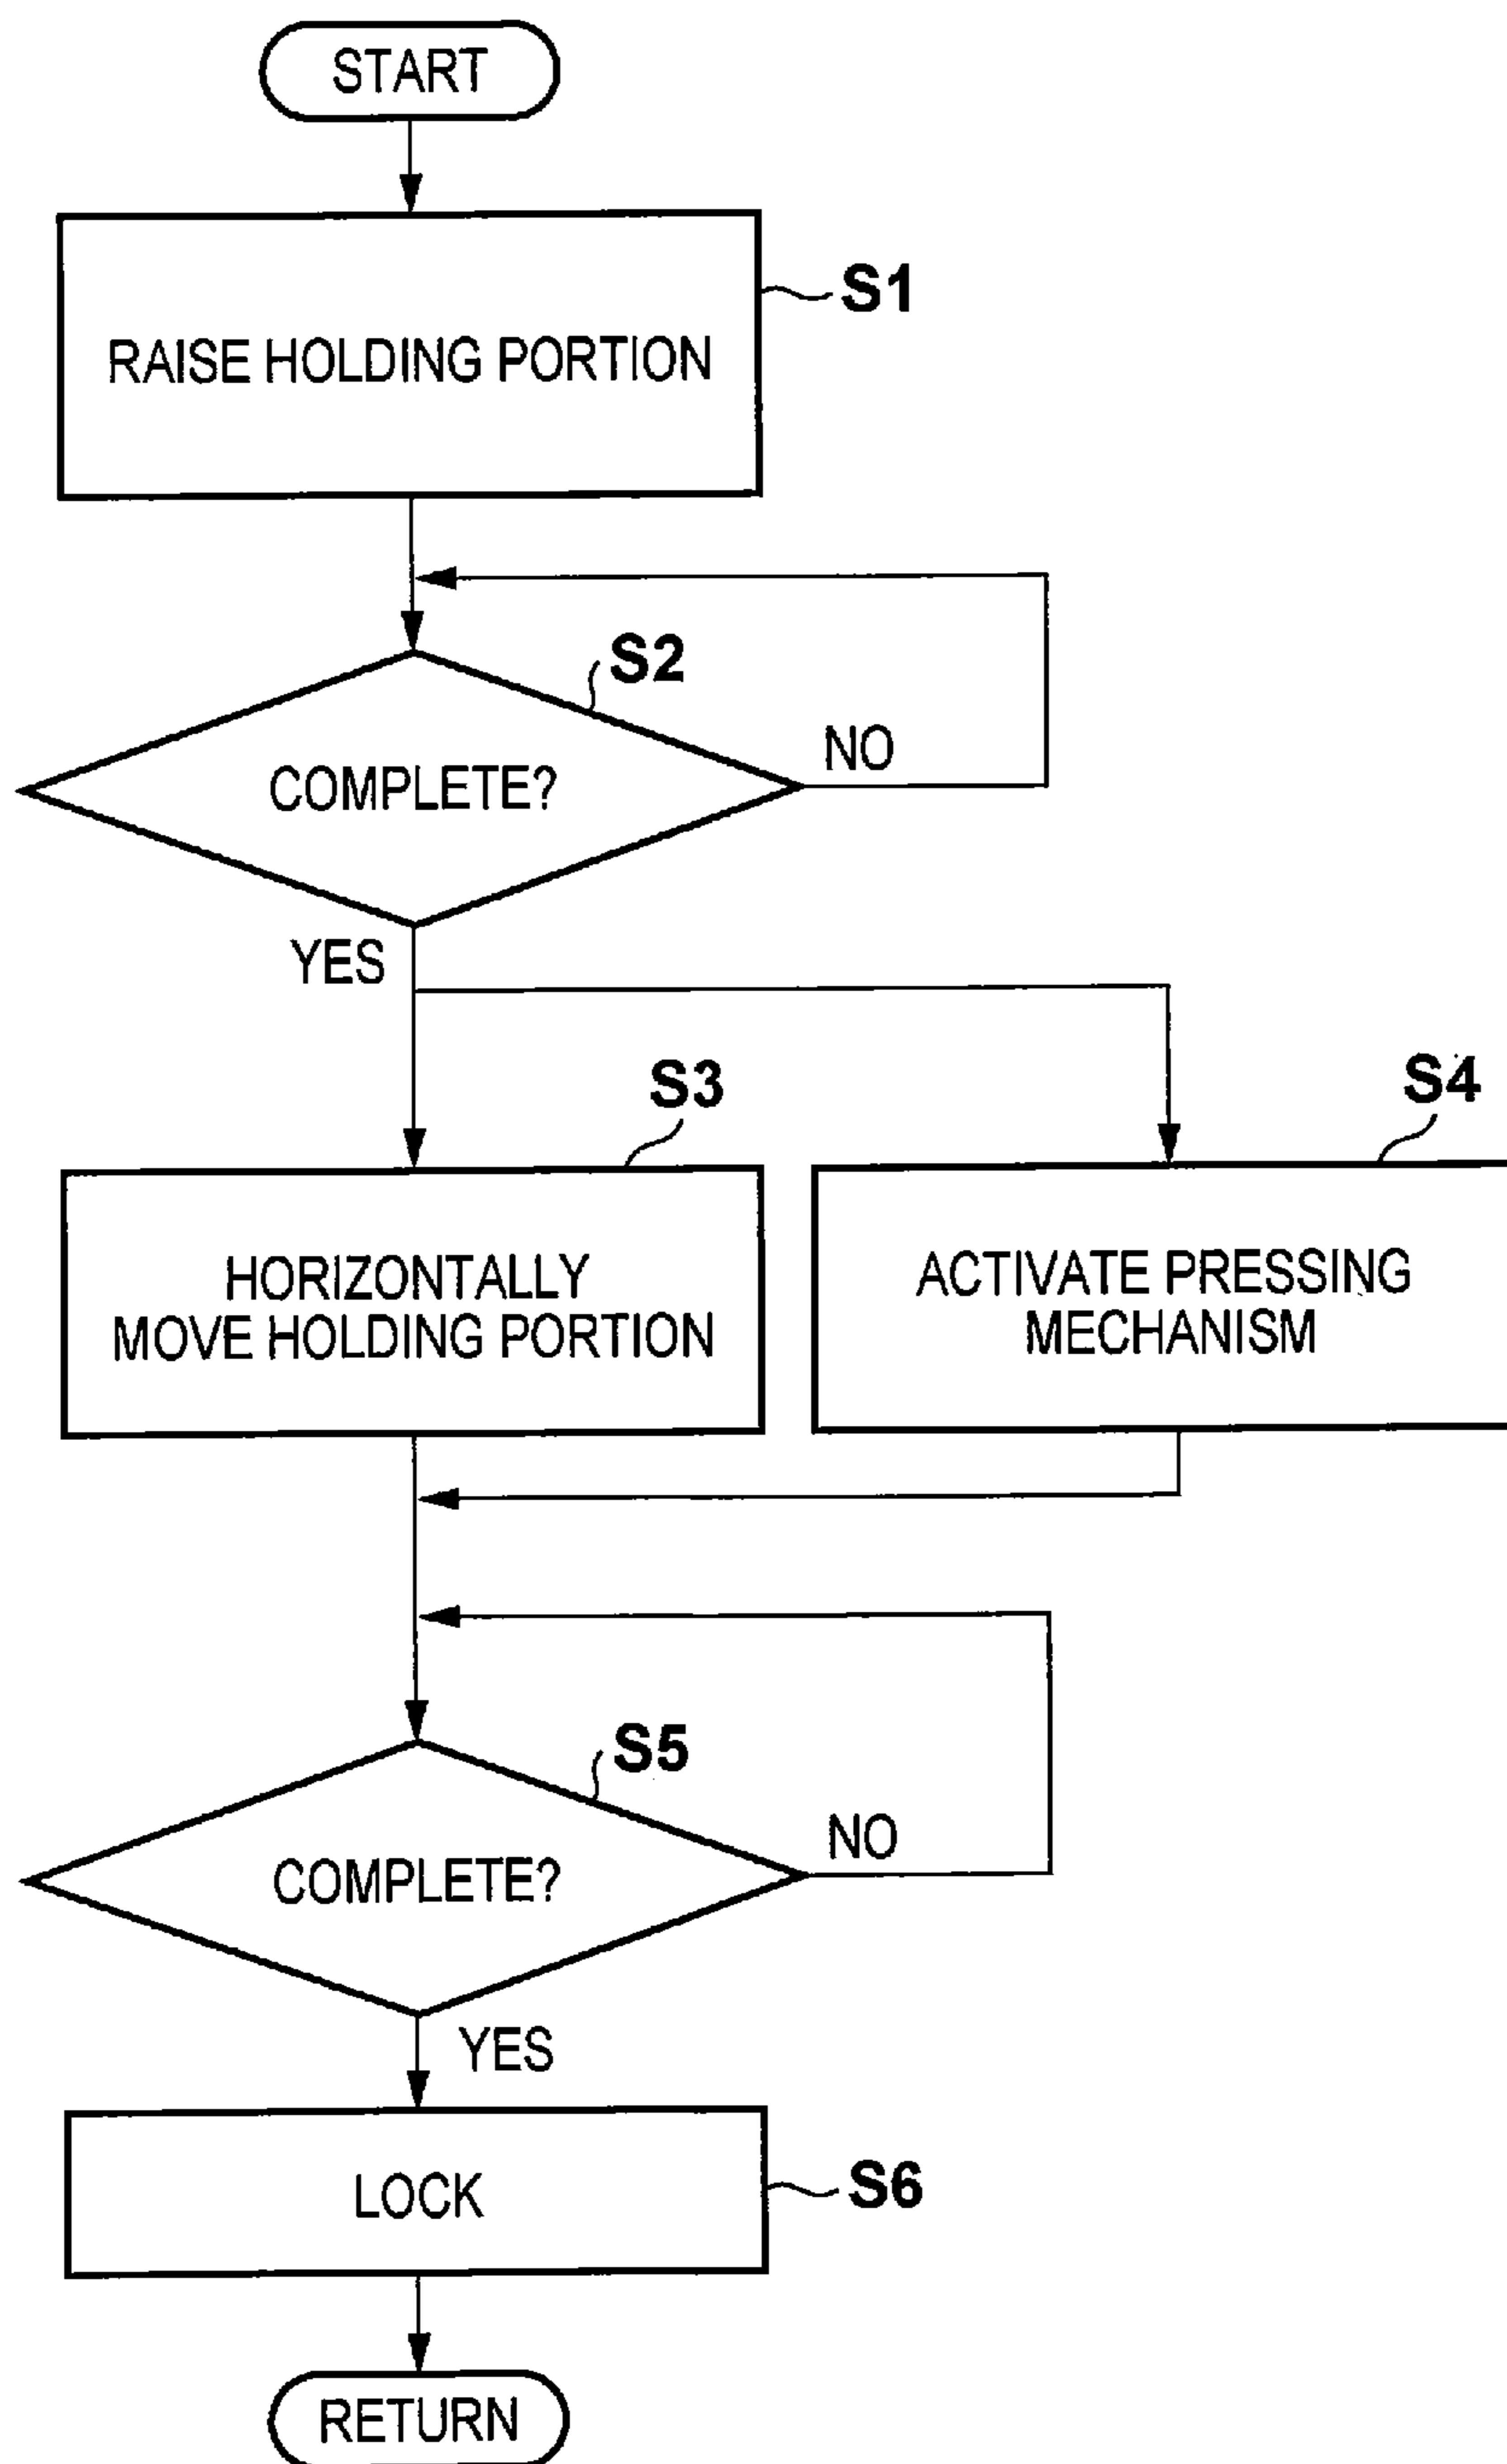 START
S1
RAISE HOLDING PORTION
S2
NO
COMPLETE?
YES
S3
S4
HORIZONTALLY
MOVE HOLDING PORTION
ACTIVATE PRESSING
MECHANISM
S5
NO
COMPLETE?
YES
LOCK
S6
RETURN